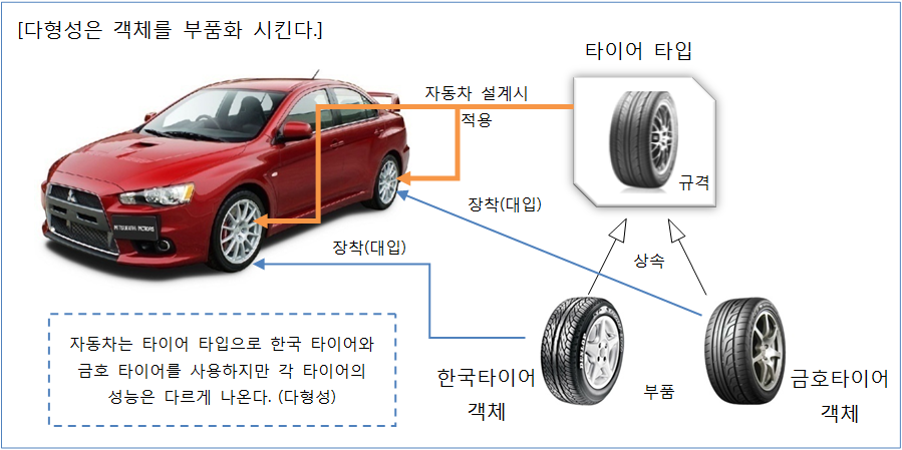 [다형성은 객체를 부품화 시킨다.]
타이어 타입
자동차 설계시
적용
규격
장착(대입)
장착(대입)
상속
자동차는 타이어 타입으로 한국 타이어와
금호 타이어를 사용하지만 각 타이어의
성능은 다르게 나온다. (다형성)
한국타이어
객체
부품
금호타이어
객체